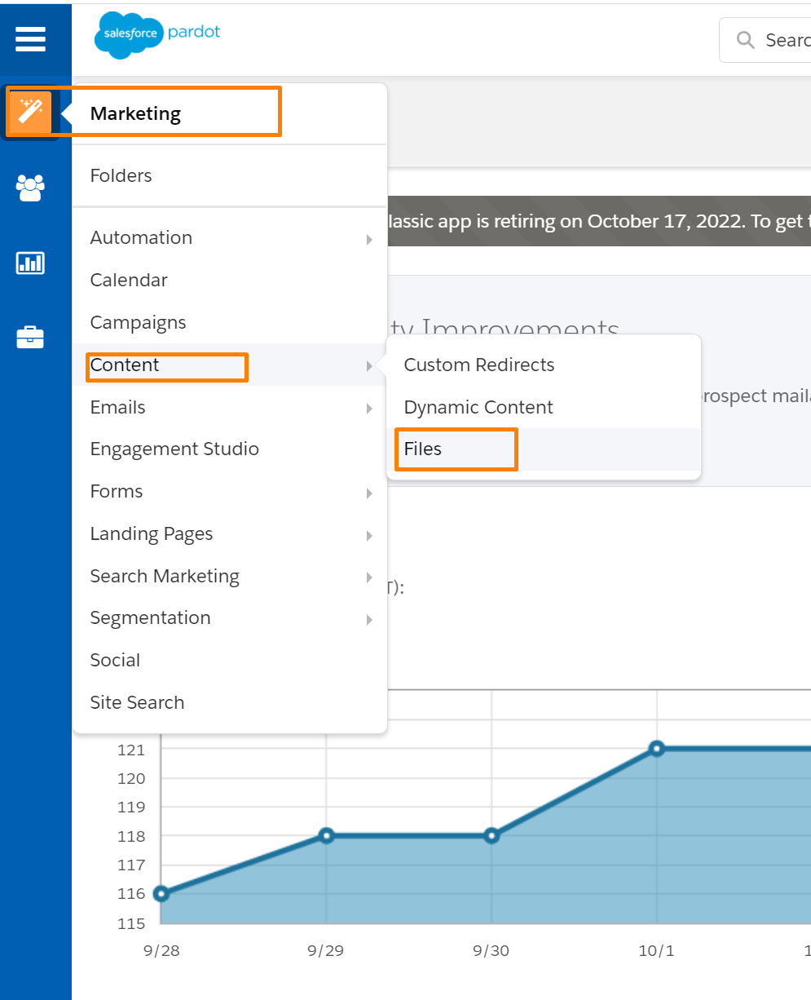 salesforce pardot
Searc
Marketing
Folders
lassic app is retiring on October 17, 2022. To get t
Automation
Calendar
ty Improvements
Campaigns
Content
Custom Redirects
rospect maila
Emails
Dynamic Content
Engagement Studio
Files
Forms
Landing Pages
Search Marketing
T):
Segmentation
Social
Site Search
121
120
119
118
117
116
115
9/28 9/29 9/30 10/1 1